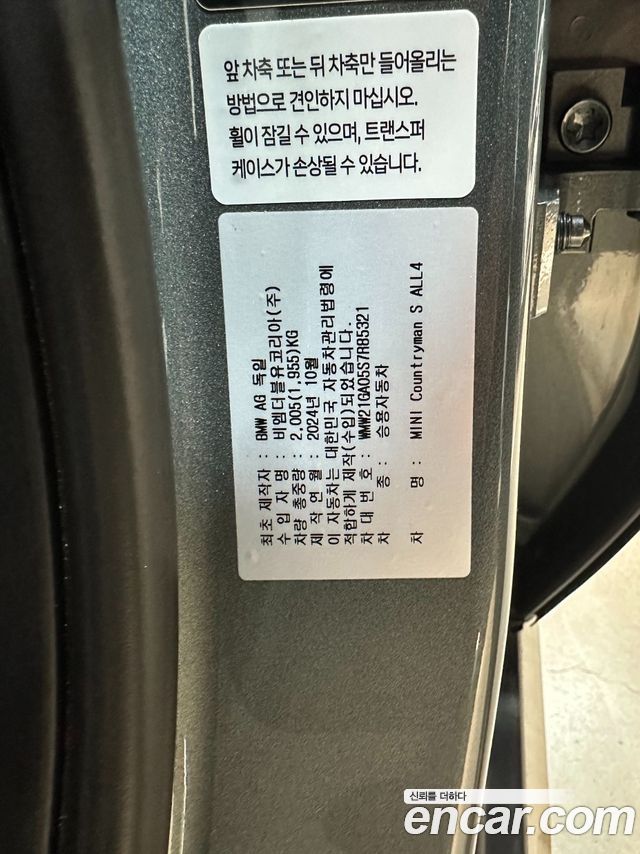 앞 차축 또는 뒤 차축만 들어올리는
방법으로 견인하지 마십시오.
휠이 잠길 수 있으며, 트랜스퍼
케이스가 손상될 수 있습니다.
최초 제작자 : BMW AG 독일
수 입 자 명 : 비엠더블유코리아(주)
차량 총중량 : 2,005(1,955)KG
제 작 연 월 : 2024년 10월
이 자동차는 대한민국 자동차관리법령에
적합하게 제작(수입)되었습니다.
차 대 번 호 : WMW21GA05S7R85321
차 종 : 승용자동차
차 명 : MINI Countryman S ALL4
신뢰를 더하다
encar.com